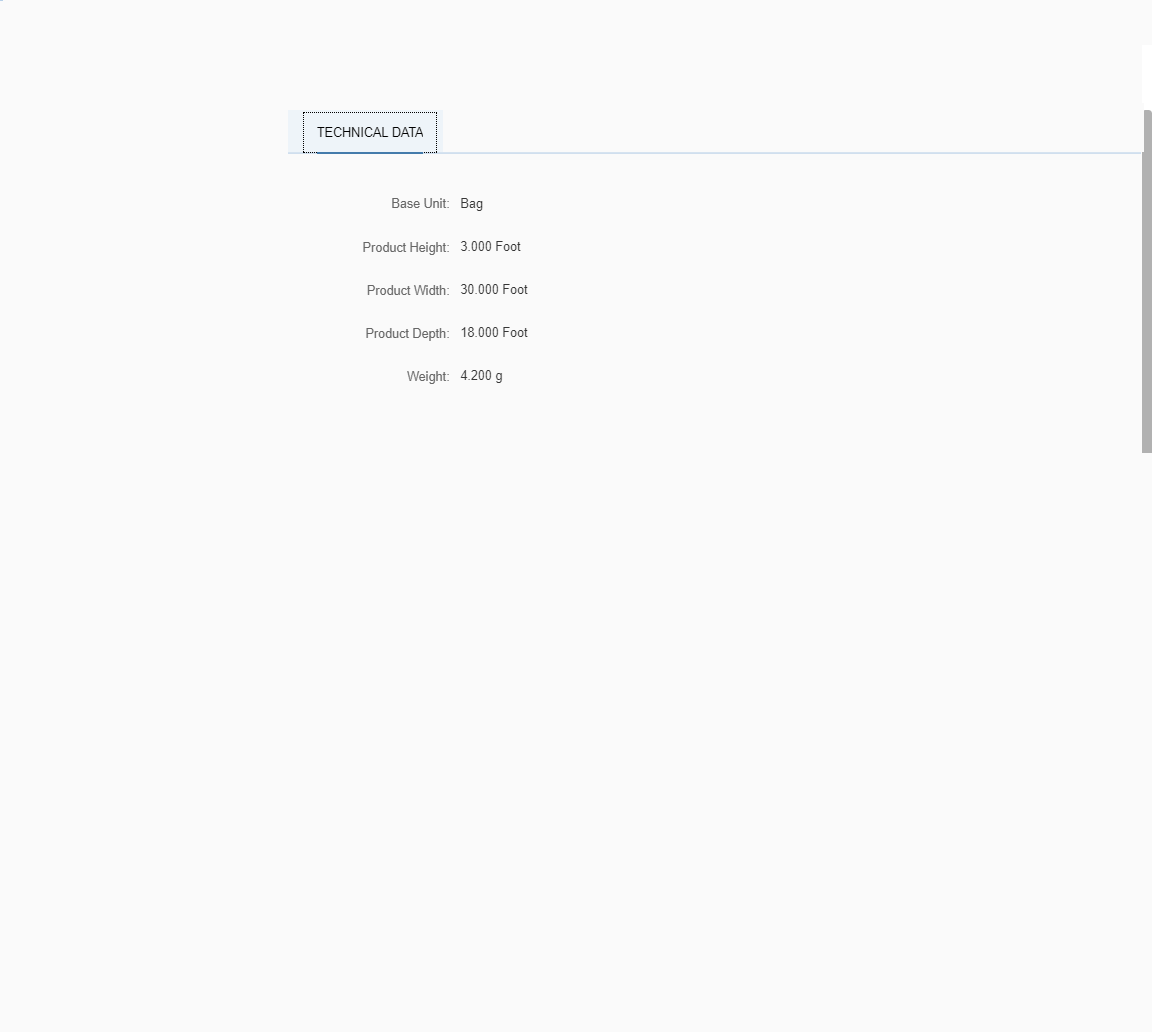 TECHNICAL DATA
Base Unit: Bag
Product Height: 3.000 Foot
Product Width: 30.000 Foot
Product Depth: 18.000 Foot
Weight: 4.200 g